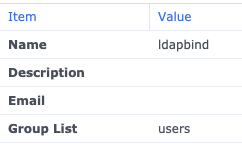 Item Value
Name ldapbind
Description
Email
Group List users